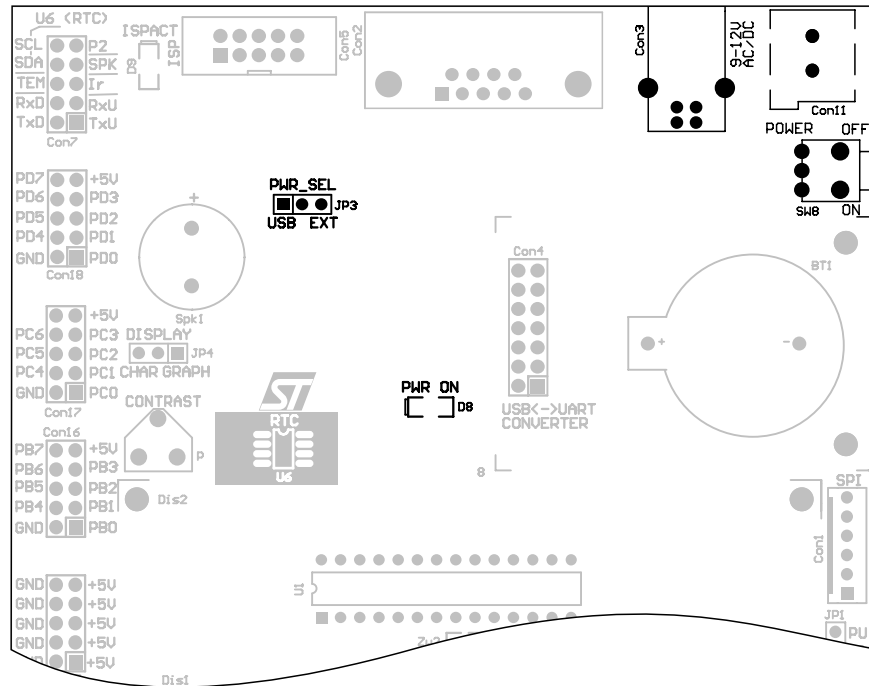 U6 (RTC)
SCL P2
SDA SPK
TEM Ir
RxD RxU
TxD TxU
Con7
ISPACT
D9
ISP
Con5
Con2
Con3
9-12V
AC/DC
Con11
POWER OFF
SW8 ON
PD7 +5V
PD6 PD3
PD5 PD2
PD4 PD1
GND PD0
Con18
+
Spk1
PWR_SEL
JP3
USB EXT
Con4
USB<->UART
CONVERTER
8
BT1
+ -
+5V
PC6 PC3
PC5 PC2
PC4 PC1
GND PC0
Con17
DISPLAY
JP4
CHAR GRAPH
CONTRAST
P
ST
RTC
U6
PWR ON
D8
Con16
PB7 +5V
PB6 PB3
PB5 PB2
PB4 PB1
GND PB0
Dis2
SPI
Con1
JP1
PU
U1
GND +5V
GND +5V
GND +5V
GND +5V
+5V
Dis1